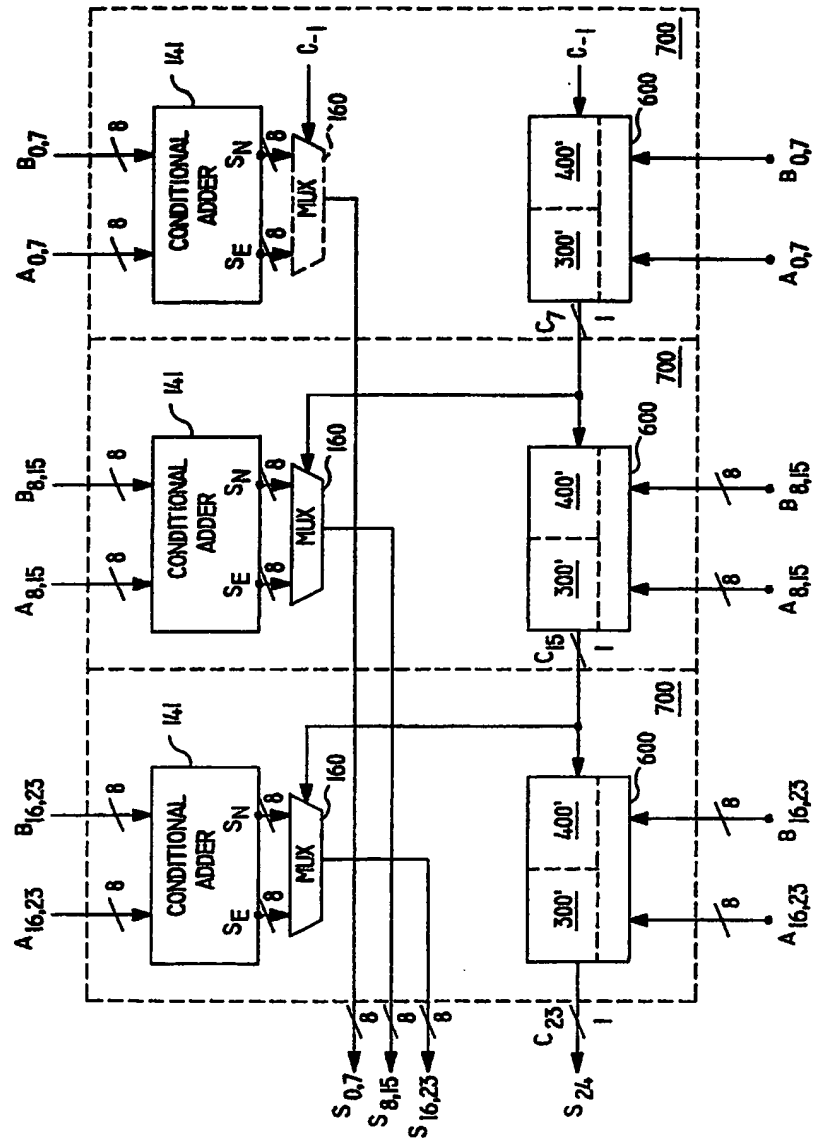 A16,23 B16,23 A8,15 B8,15 A0,7 B0,7
8 8 8 8 8 8
141 141 141
CONDITIONAL ADDER CONDITIONAL ADDER CONDITIONAL ADDER
SE SN SE SN SE SN
8 8 8 8 8 8
MUX MUX MUX C-1
160 160 160
S0,7 8
S8,15 8
S16,23 8
700 700 700
600 600 600
300' 400' 300' 400' 300' 400' C-1
S24 C23 1 C15 1 C7 1
8 8 8 8
A16,23 B16,23 A8,15 B8,15 A0,7 B0,7